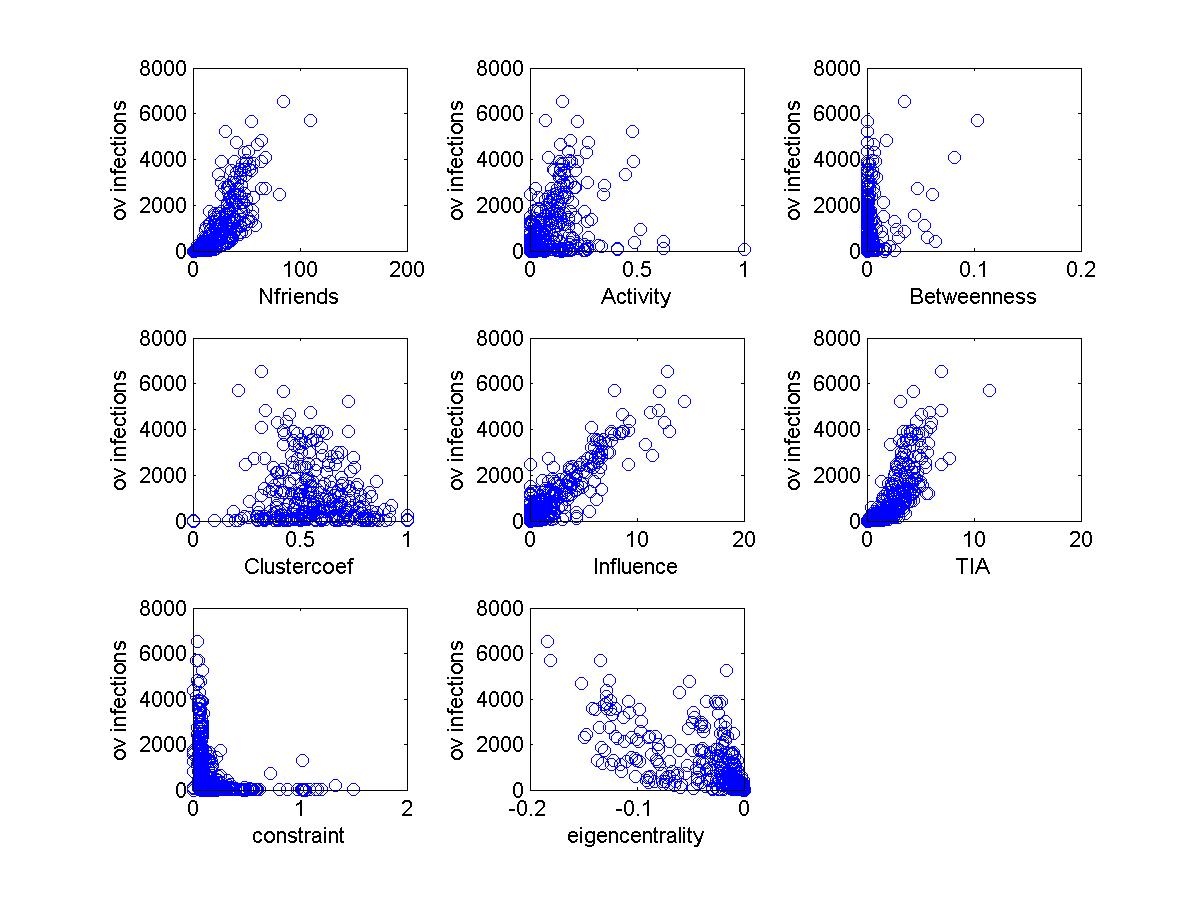 8000 8000 8000
6000 6000 6000
4000 4000 4000
2000 2000 2000
0 0 0
ov infections ov infections ov infections
0 100 200 0 0.5 1 0 0.1 0.2
Nfriends Activity Betweenness
8000 8000 8000
6000 6000 6000
4000 4000 4000
2000 2000 2000
0 0 0
ov infections ov infections ov infections
0 0.5 1 0 10 20 0 10 20
Clustercoef Influence TIA
8000 8000
6000 6000
4000 4000
2000 2000
0 0
ov infections ov infections
0 1 2 -0.2 -0.1 0
constraint eigencentrality